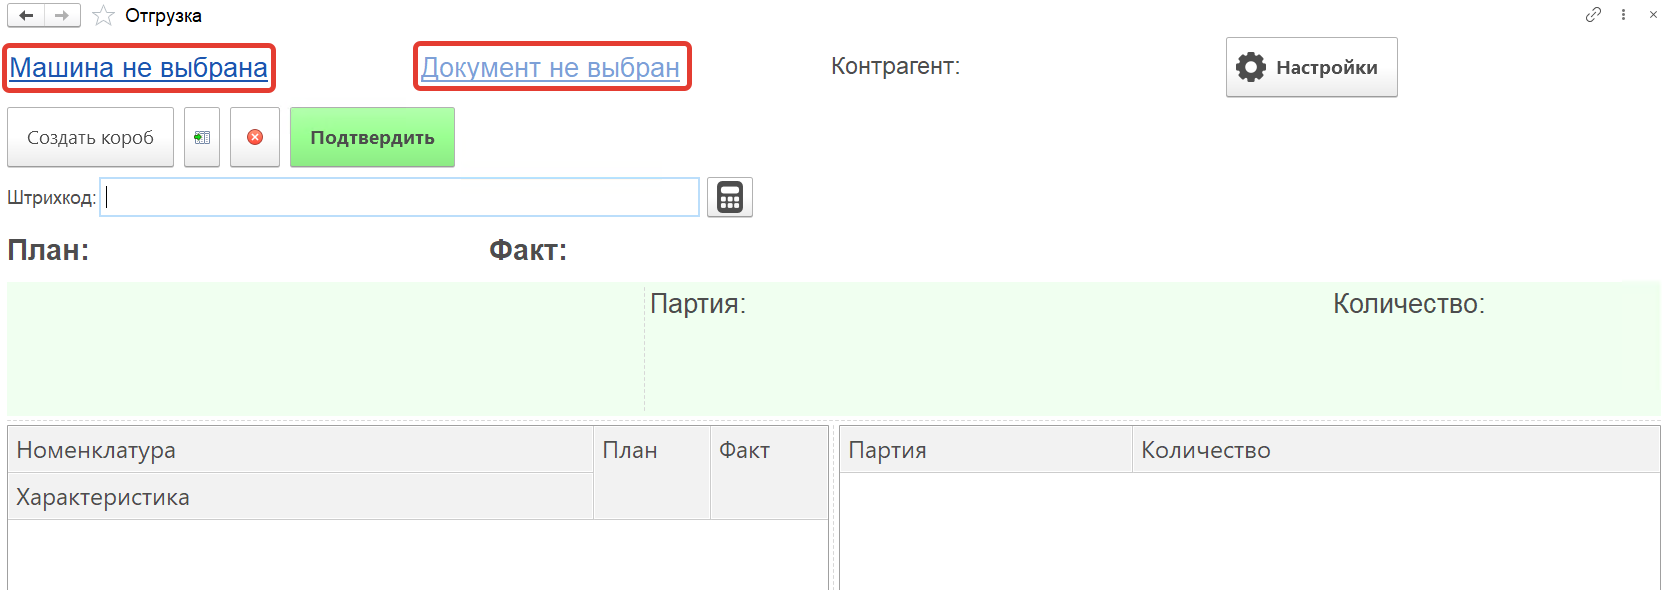 Отгрузка
Машина не выбрана Документ не выбран Контрагент: Настройки
Создать короб Подтвердить
Штрихкод:
План: Факт:
Партия: Количество:
Номенклатура План Факт Партия Количество
Характеристика